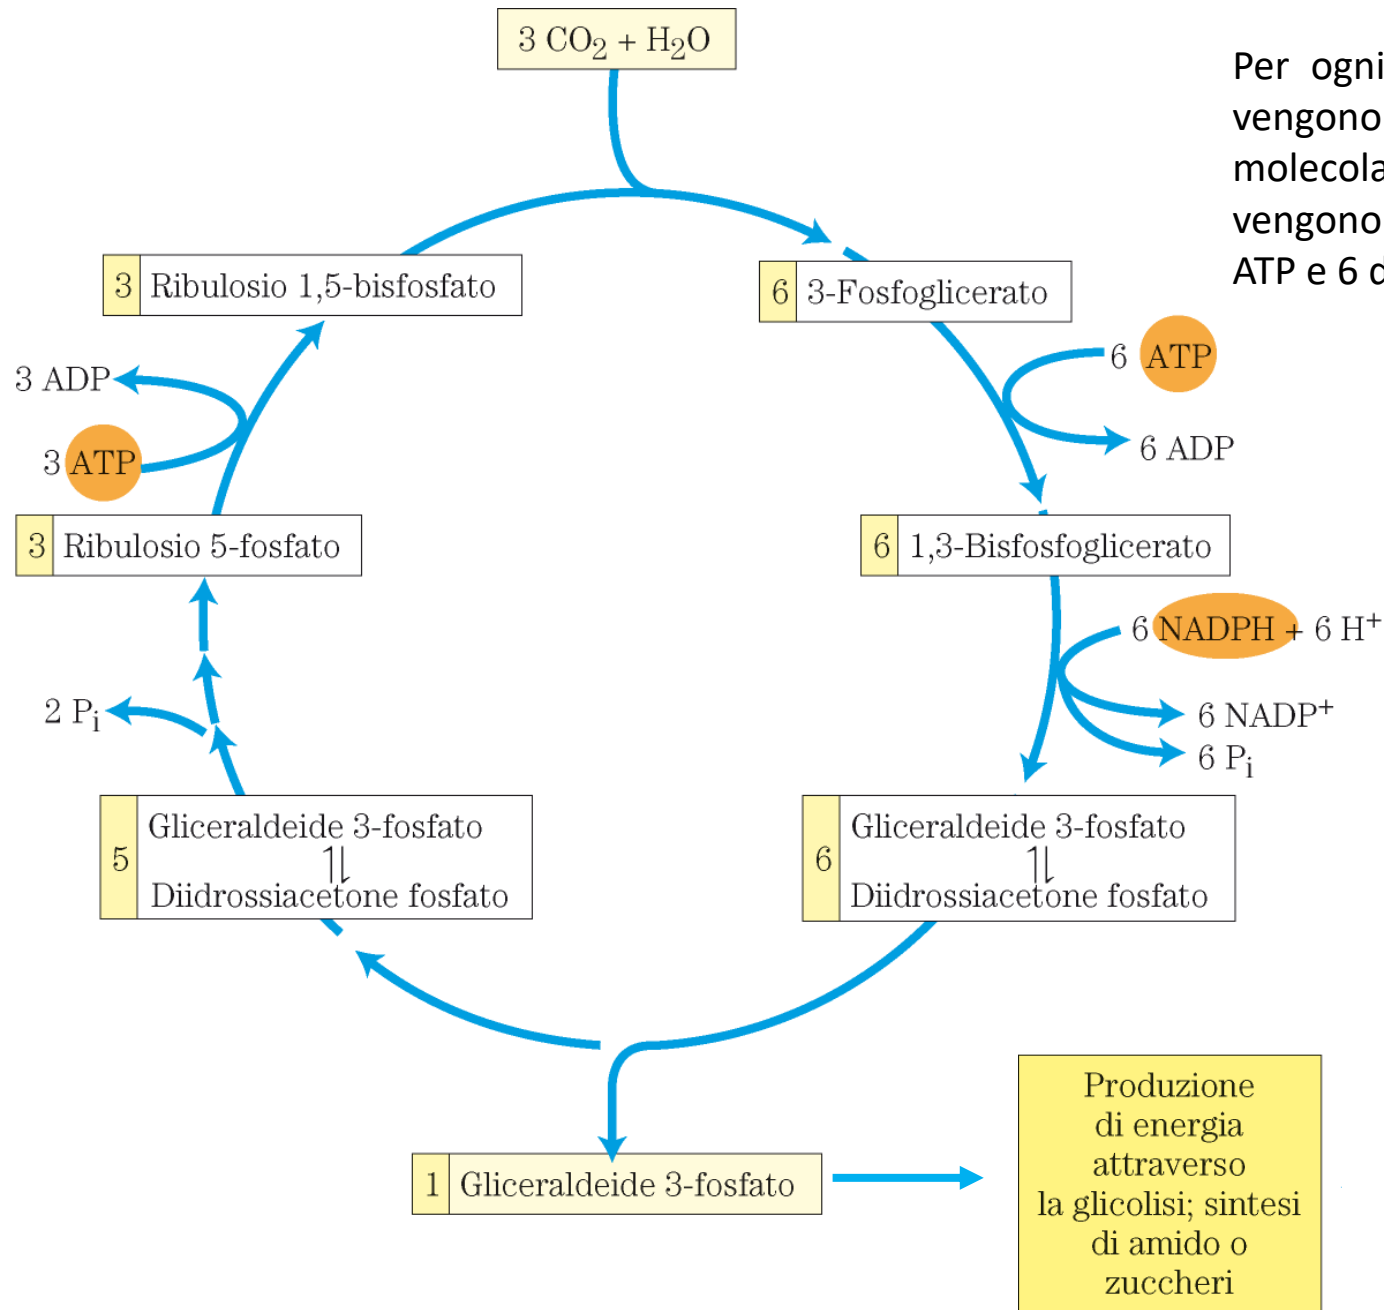 3 CO₂ + H₂O
Per ogni
vengono
molecola
vengono
ATP e 6 d
3 Ribulosio 1,5-bisfosfato
6 3-Fosfoglicerato
6 ATP
3 ADP
6 ADP
3 ATP
3 Ribulosio 5-fosfato
6 1,3-Bisfosfoglicerato
6 NADPH + 6 H⁺
2 Pᵢ
6 NADP⁺
6 Pᵢ
5 Gliceraldeide 3-fosfato
⥮
Diidrossiacetone fosfato
6 Gliceraldeide 3-fosfato
⥮
Diidrossiacetone fosfato
1 Gliceraldeide 3-fosfato
Produzione
di energia
attraverso
la glicolisi; sintesi
di amido o
zuccheri